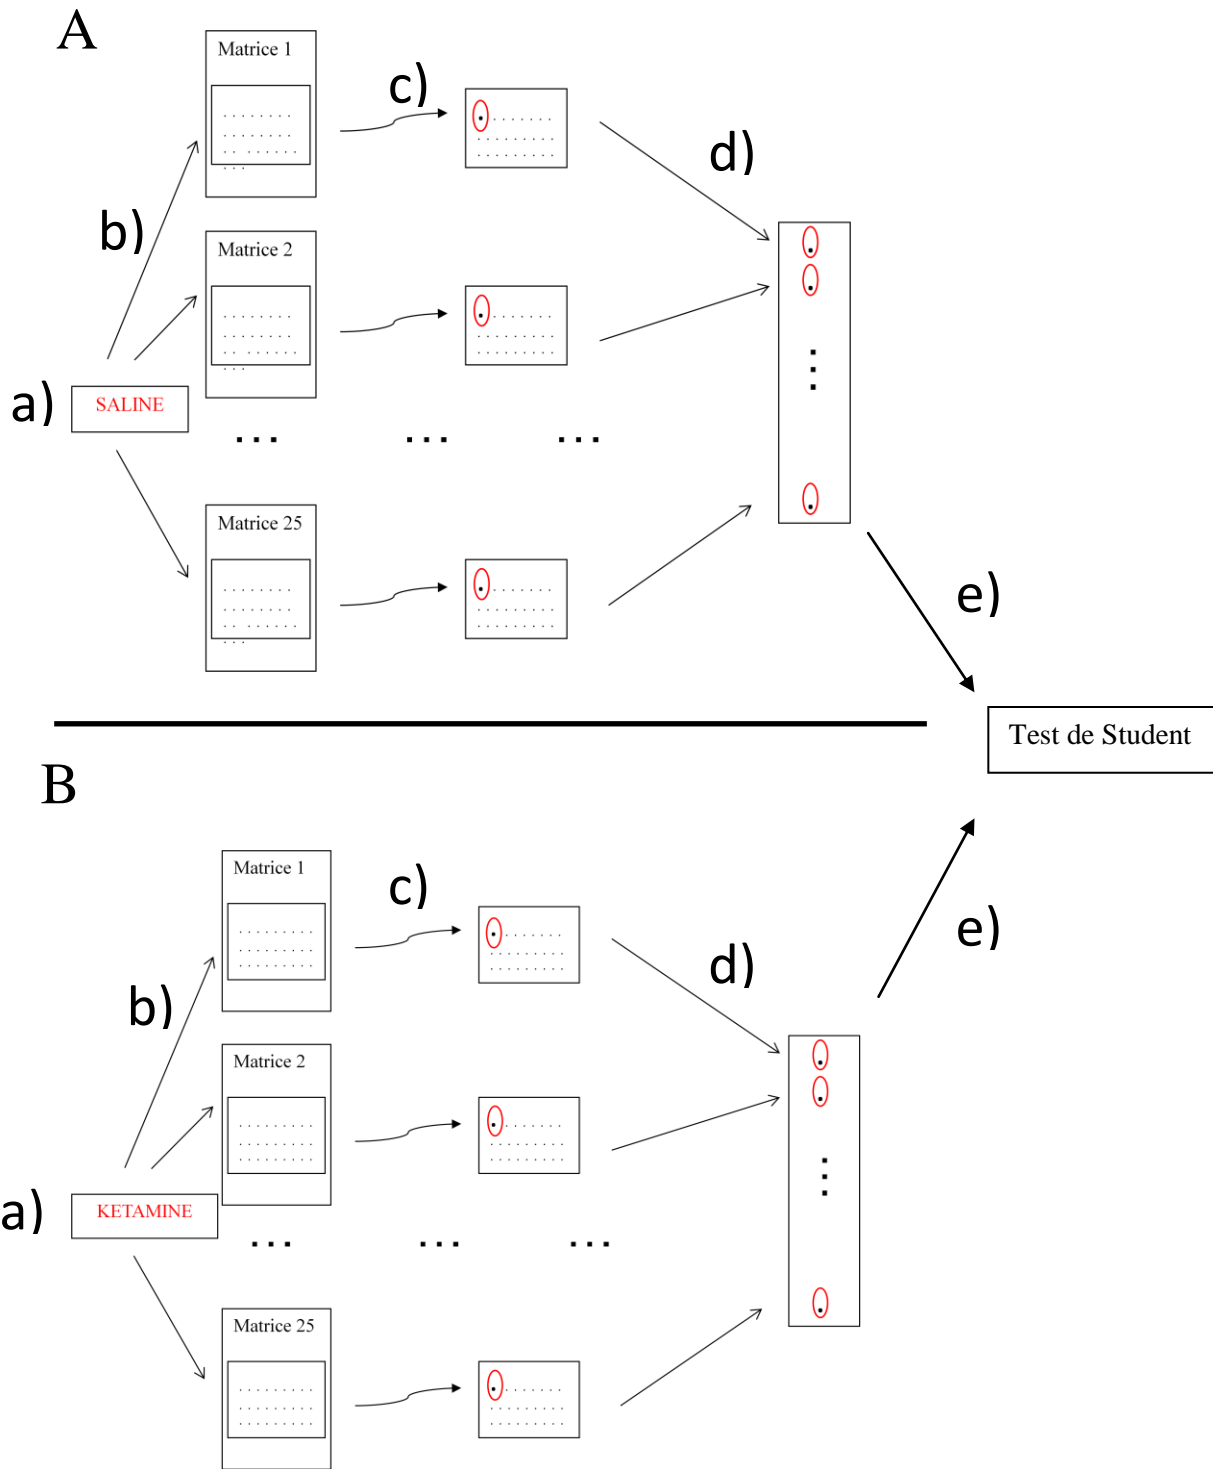 A
Matrice 1
c)
d)
b)
Matrice 2
a)
SALINE
...
...
...
Matrice 25
e)
Test de Student
B
Matrice 1
c)
d)
e)
b)
Matrice 2
a)
KETAMINE
...
...
...
Matrice 25